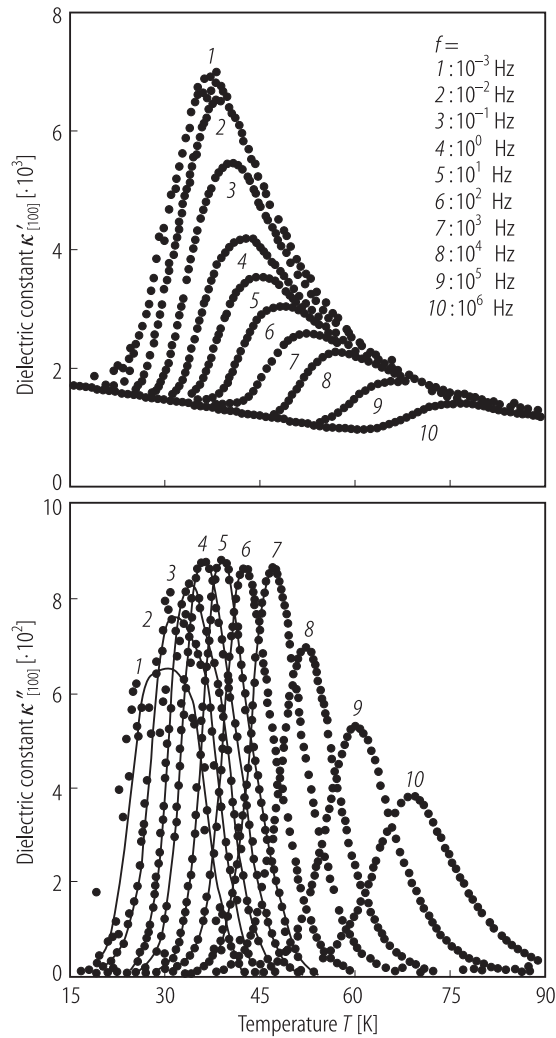 8
6
4
2
0
Dielectric constant κ′[100] [·10³]
1
2
3
4
5
6
7
8
9
10
f =
1 : 10⁻³ Hz
2 : 10⁻² Hz
3 : 10⁻¹ Hz
4 : 10⁰ Hz
5 : 10¹ Hz
6 : 10² Hz
7 : 10³ Hz
8 : 10⁴ Hz
9 : 10⁵ Hz
10 : 10⁶ Hz
10
8
6
4
2
0
Dielectric constant κ″[100] [·10²]
1
2
3
4
5
6
7
8
9
10
15 30 45 60 75 90
Temperature T [K]